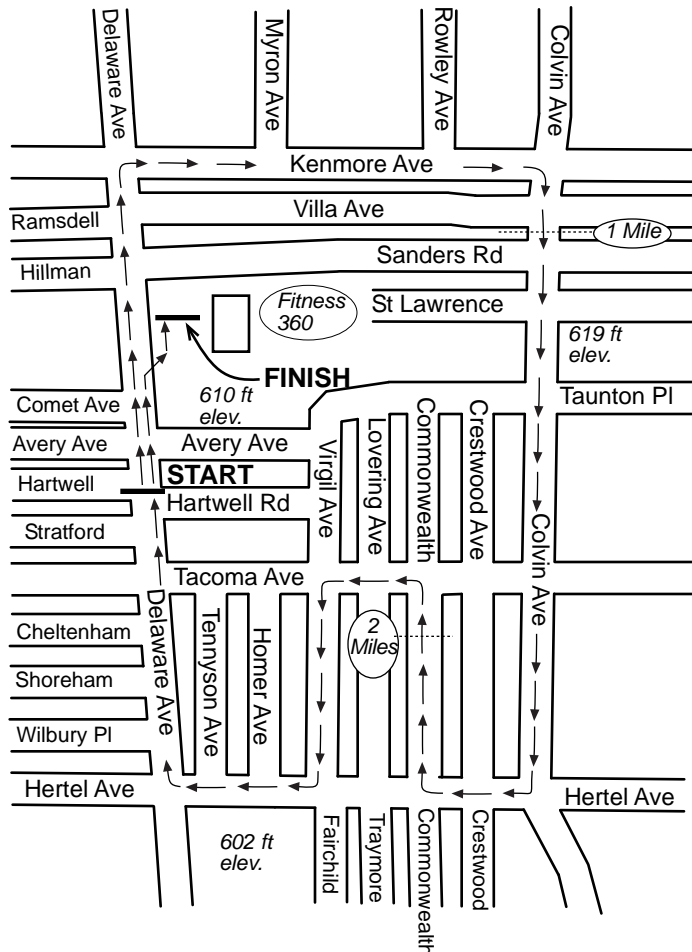 Delaware Ave
Myron Ave
Rowley Ave
Colvin Ave
Kenmore Ave
Villa Ave
Ramsdell
1 Mile
Sanders Rd
Hillman
Fitness
360
St Lawrence
619 ft
elev.
FINISH
610 ft
elev.
Taunton Pl
Comet Ave
Avery Ave
Avery Ave
Virgil Ave
Lovering Ave
Commonwealth
Crestwood Ave
START
Hartwell
Hartwell Rd
Stratford
Colvin Ave
Tacoma Ave
Delaware Ave
Tennyson Ave
Homer Ave
2
Miles
Cheltenham
Shoreham
Wilbury Pl
Hertel Ave
Hertel Ave
602 ft
elev.
Fairchild
Traymore
Commonwealth
Crestwood